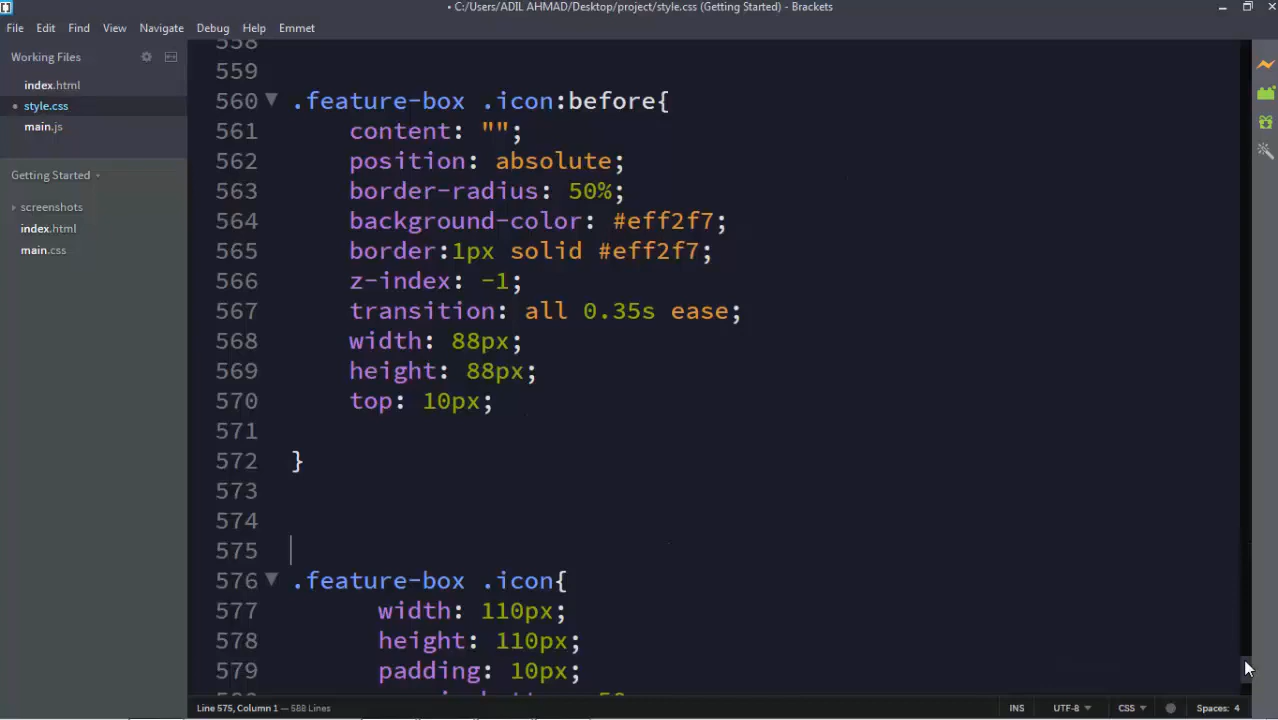 • C:/Users/ADIL AHMAD/Desktop/project/style.css (Getting Started) - Brackets
File Edit Find View Navigate Debug Help Emmet
Working Files
index.html
• style.css
main.js
Getting Started
screenshots
index.html
main.css
558
559
560 .feature-box .icon:before{
561 content: "";
562 position: absolute;
563 border-radius: 50%;
564 background-color: #eff2f7;
565 border:1px solid #eff2f7;
566 z-index: -1;
567 transition: all 0.35s ease;
568 width: 88px;
569 height: 88px;
570 top: 10px;
571
572 }
573
574
575
576 .feature-box .icon{
577 width: 110px;
578 height: 110px;
579 padding: 10px;
Line 575, Column 1 — 588 Lines
INS UTF-8 CSS Spaces: 4